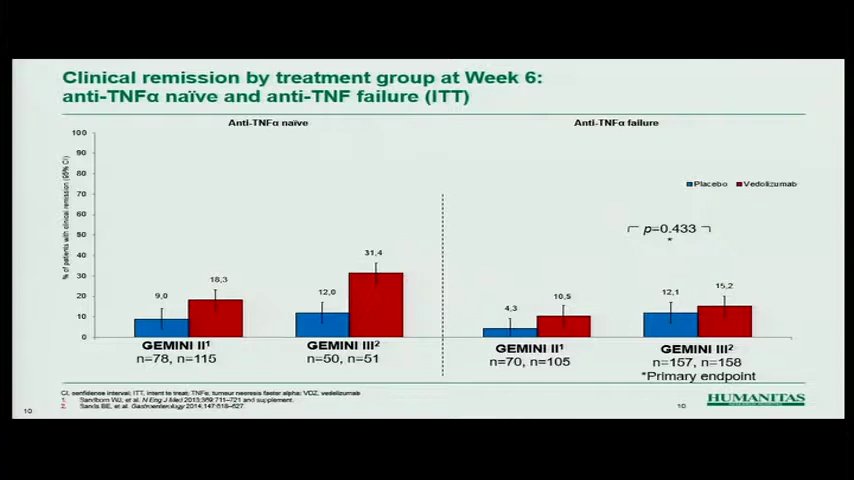 Clinical remission by treatment group at Week 6:
anti-TNFα naïve and anti-TNF failure (ITT)
Anti-TNFα naïve
Anti-TNFα failure
% of patients with clinical remission (95% CI)
100
90
80
70
60
50
40
30
20
10
0
Placebo
Vedolizumab
p=0.433
*
9,0
18,3
12,0
31,4
4,3
10,5
12,1
15,2
GEMINI II1
n=78, n=115
GEMINI III2
n=50, n=51
GEMINI II1
n=70, n=105
GEMINI III2
n=157, n=158
*Primary endpoint
CI, confidence interval; ITT, intent to treat; TNFα, tumour necrosis factor alpha; VDZ, vedolizumab
1. Sandborn WJ, et al. N Eng J Med 2013;369:711–721 and supplement.
2. Sands BE, et al. Gastroenterology 2014;147:618–627.
10
10
HUMANITAS